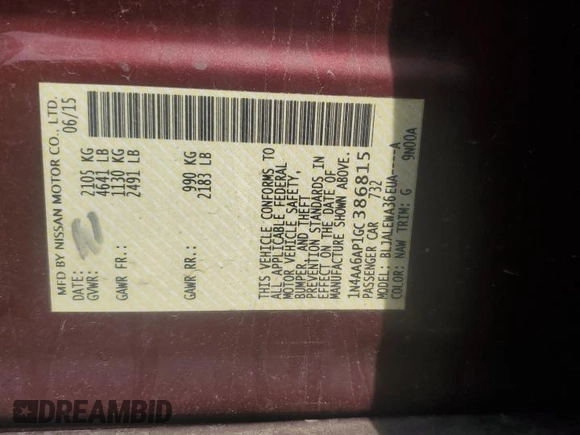 MFD BY NISSAN MOTOR CO., LTD.
DATE: 06/15
GVWR: 2105 KG
4641 LB
GAWR FR.: 1130 KG
2491 LB
GAWR RR.: 990 KG
2183 LB
THIS VEHICLE CONFORMS TO
ALL APPLICABLE FEDERAL
MOTOR VEHICLE SAFETY,
BUMPER, AND THEFT
PREVENTION STANDARDS IN
EFFECT ON THE DATE OF
MANUFACTURE SHOWN ABOVE.
1N4AA6AP1GC386815
PASSENGER CAR 732
MODEL: BLJALEWA36EUA----A
COLOR: NAW TRIM: G 9N00A
DREAMBID